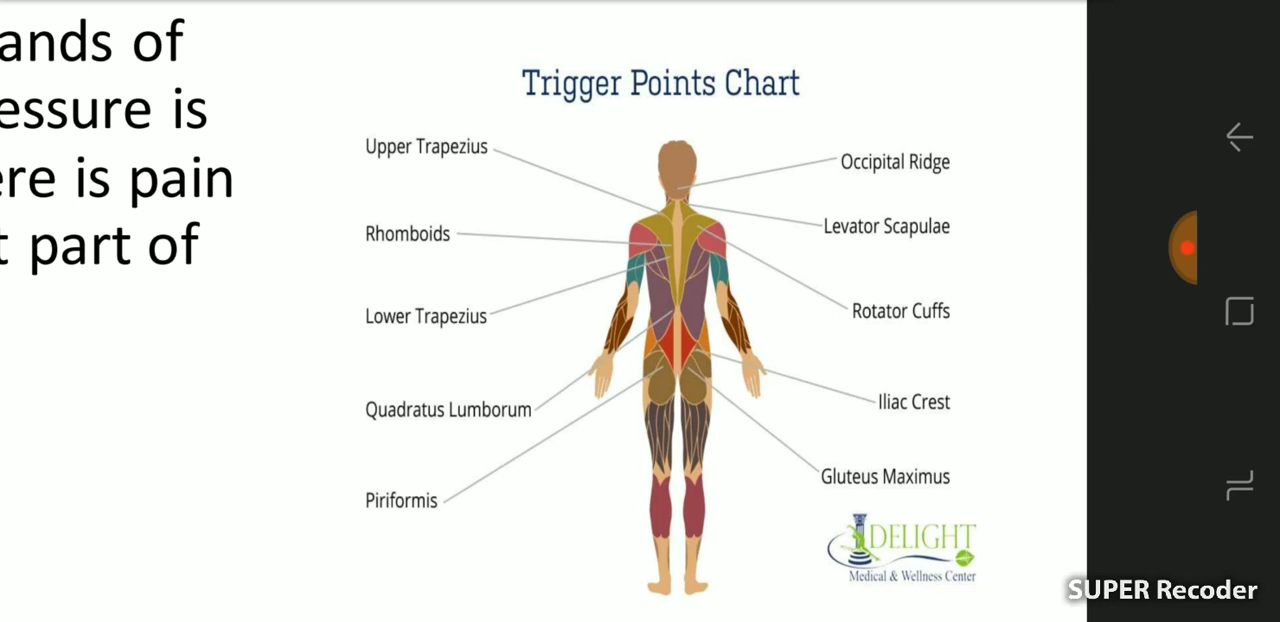 ands of
essure is
ere is pain
t part of
Trigger Points Chart
Upper Trapezius
Occipital Ridge
Levator Scapulae
Rhomboids
Rotator Cuffs
Lower Trapezius
Iliac Crest
Quadratus Lumborum
Gluteus Maximus
Piriformis
DELIGHT
Medical & Wellness Center
SUPER Recoder